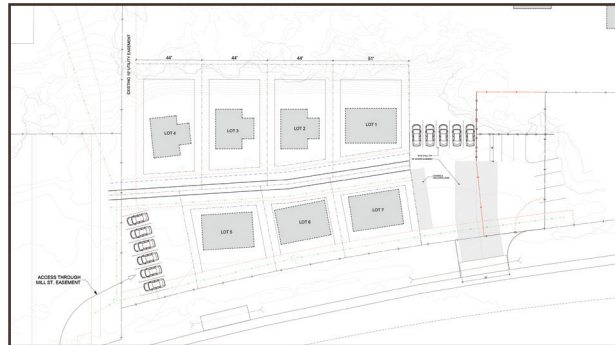 44'
44'
44'
51'
EXISTING 10' UTILITY EASEMENT
LOT 4
LOT 3
LOT 2
LOT 1
LOT 5
LOT 6
LOT 7
ACCESS THROUGH
MILL ST. EASEMENT